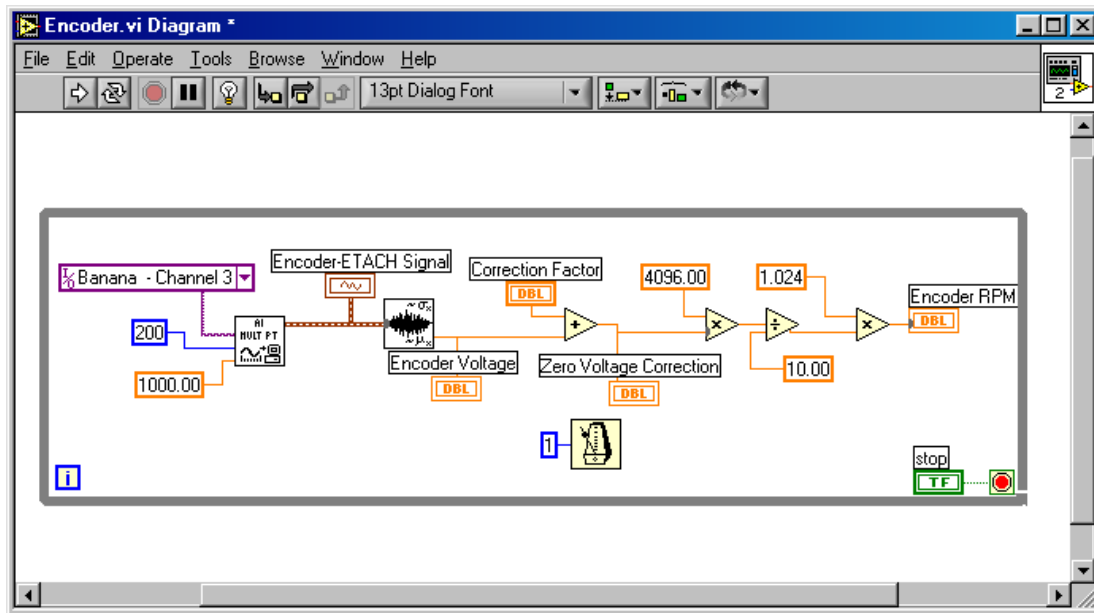 Encoder.vi Diagram *
File Edit Operate Tools Browse Window Help
13pt Dialog Font
2
Encoder-ETACH Signal
Correction Factor
4096.00
1.024
I/O Banana - Channel 3
DBL
Encoder RPM
DBL
200
AI
MULT PT
σx
μx
+
x
÷
x
1000.00
Encoder Voltage
DBL
Zero Voltage Correction
DBL
10.00
1
stop
TF
i